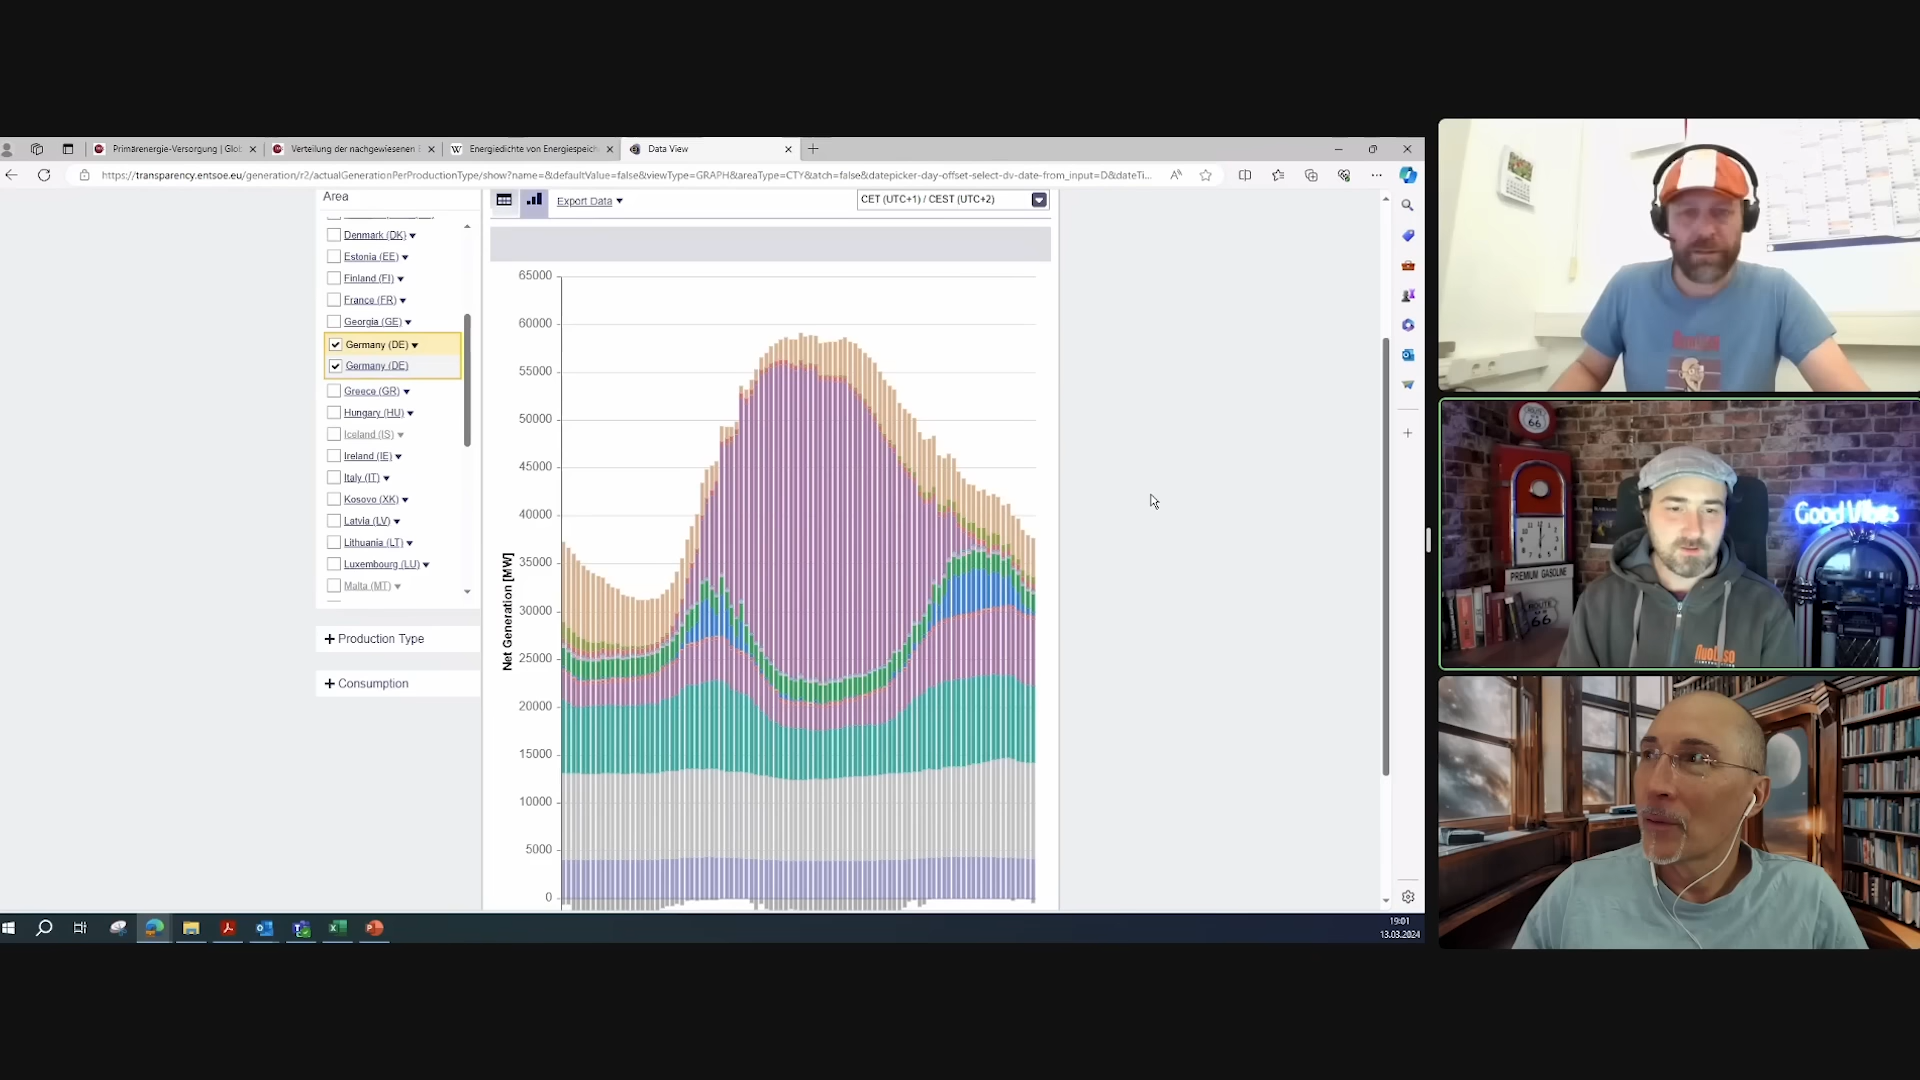 Primärenergie-Versorgung | Glob
Verteilung der nachgewiesenen
Energiedichte von Energiespeich
Data View
https://transparency.entsoe.eu/generation/r2/actualGenerationPerProductionType/show?name=&defaultValue=false&viewType=GRAPH&areaType=CTY&atch=false&datepicker-day-offset-select-dv-date-from_input=D&dateTi...
Area
Export Data
CET (UTC+1) / CEST (UTC+2)
Denmark (DK)
Estonia (EE)
Finland (FI)
France (FR)
Georgia (GE)
Germany (DE)
Germany (DE)
Greece (GR)
Hungary (HU)
Iceland (IS)
Ireland (IE)
Italy (IT)
Kosovo (XK)
Latvia (LV)
Lithuania (LT)
Luxembourg (LU)
Malta (MT)
+ Production Type
+ Consumption
Net Generation [MW]
65000
60000
55000
50000
45000
40000
35000
30000
25000
20000
15000
10000
5000
0
19:01
13.03.2024
ROUTE
66
Good Vibes
PREMIUM GASOLINE
ROUTE
66